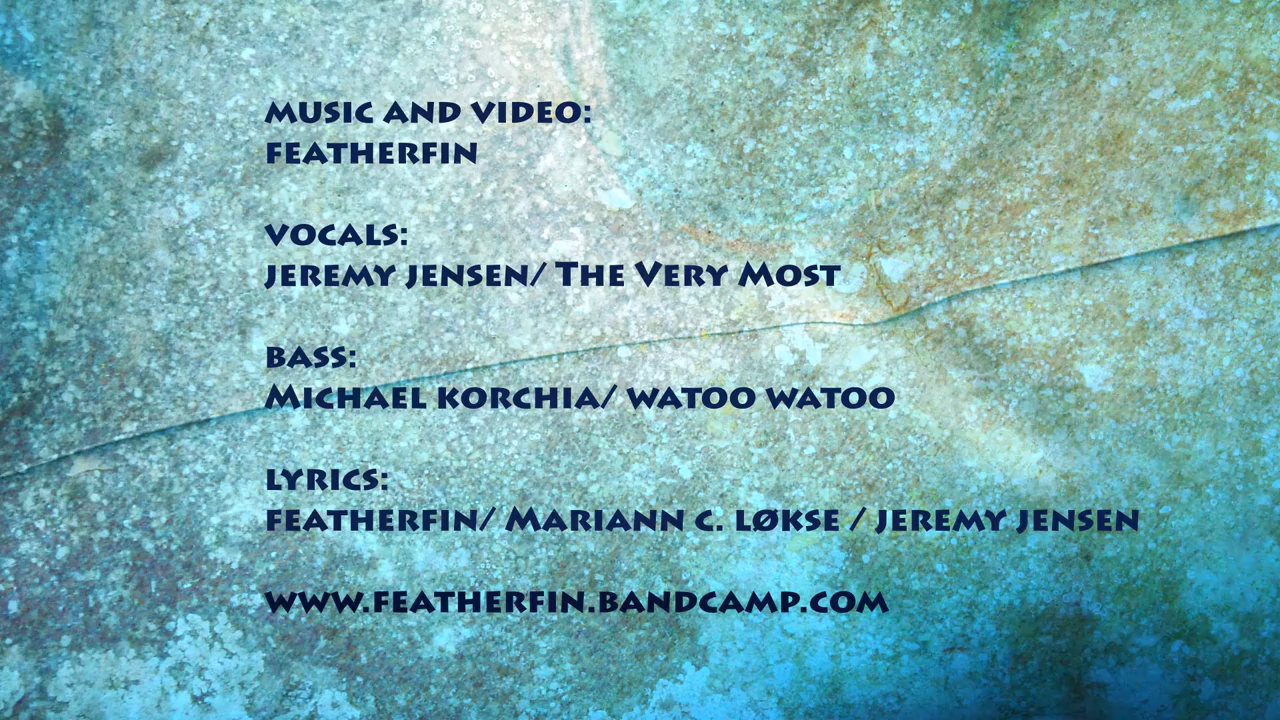 MUSIC AND VIDEO:
FEATHERFIN
VOCALS:
JEREMY JENSEN/ THE VERY MOST
BASS:
MICHAEL KORCHIA/ WATOO WATOO
LYRICS:
FEATHERFIN/ MARIANN C. LØKSE / JEREMY JENSEN
WWW.FEATHERFIN.BANDCAMP.COM